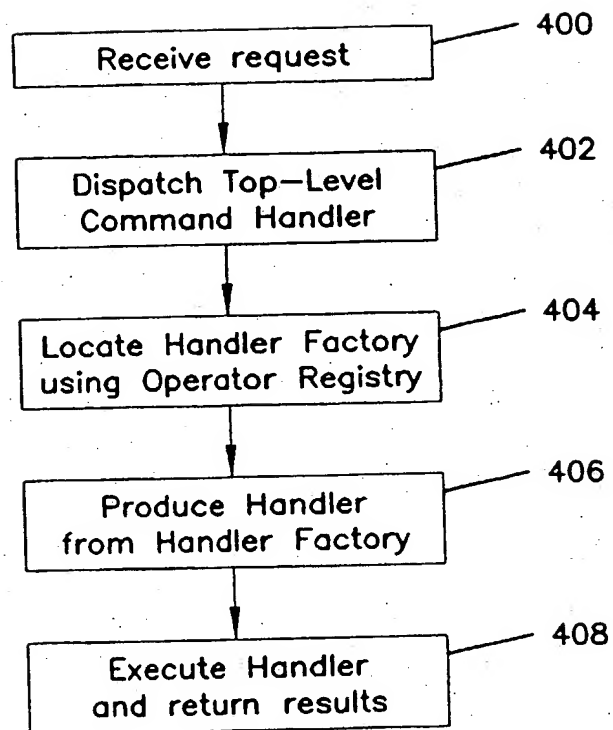 400
Receive request
402
Dispatch Top-Level
Command Handler
404
Locate Handler Factory
using Operator Registry
406
Produce Handler
from Handler Factory
408
Execute Handler
and return results